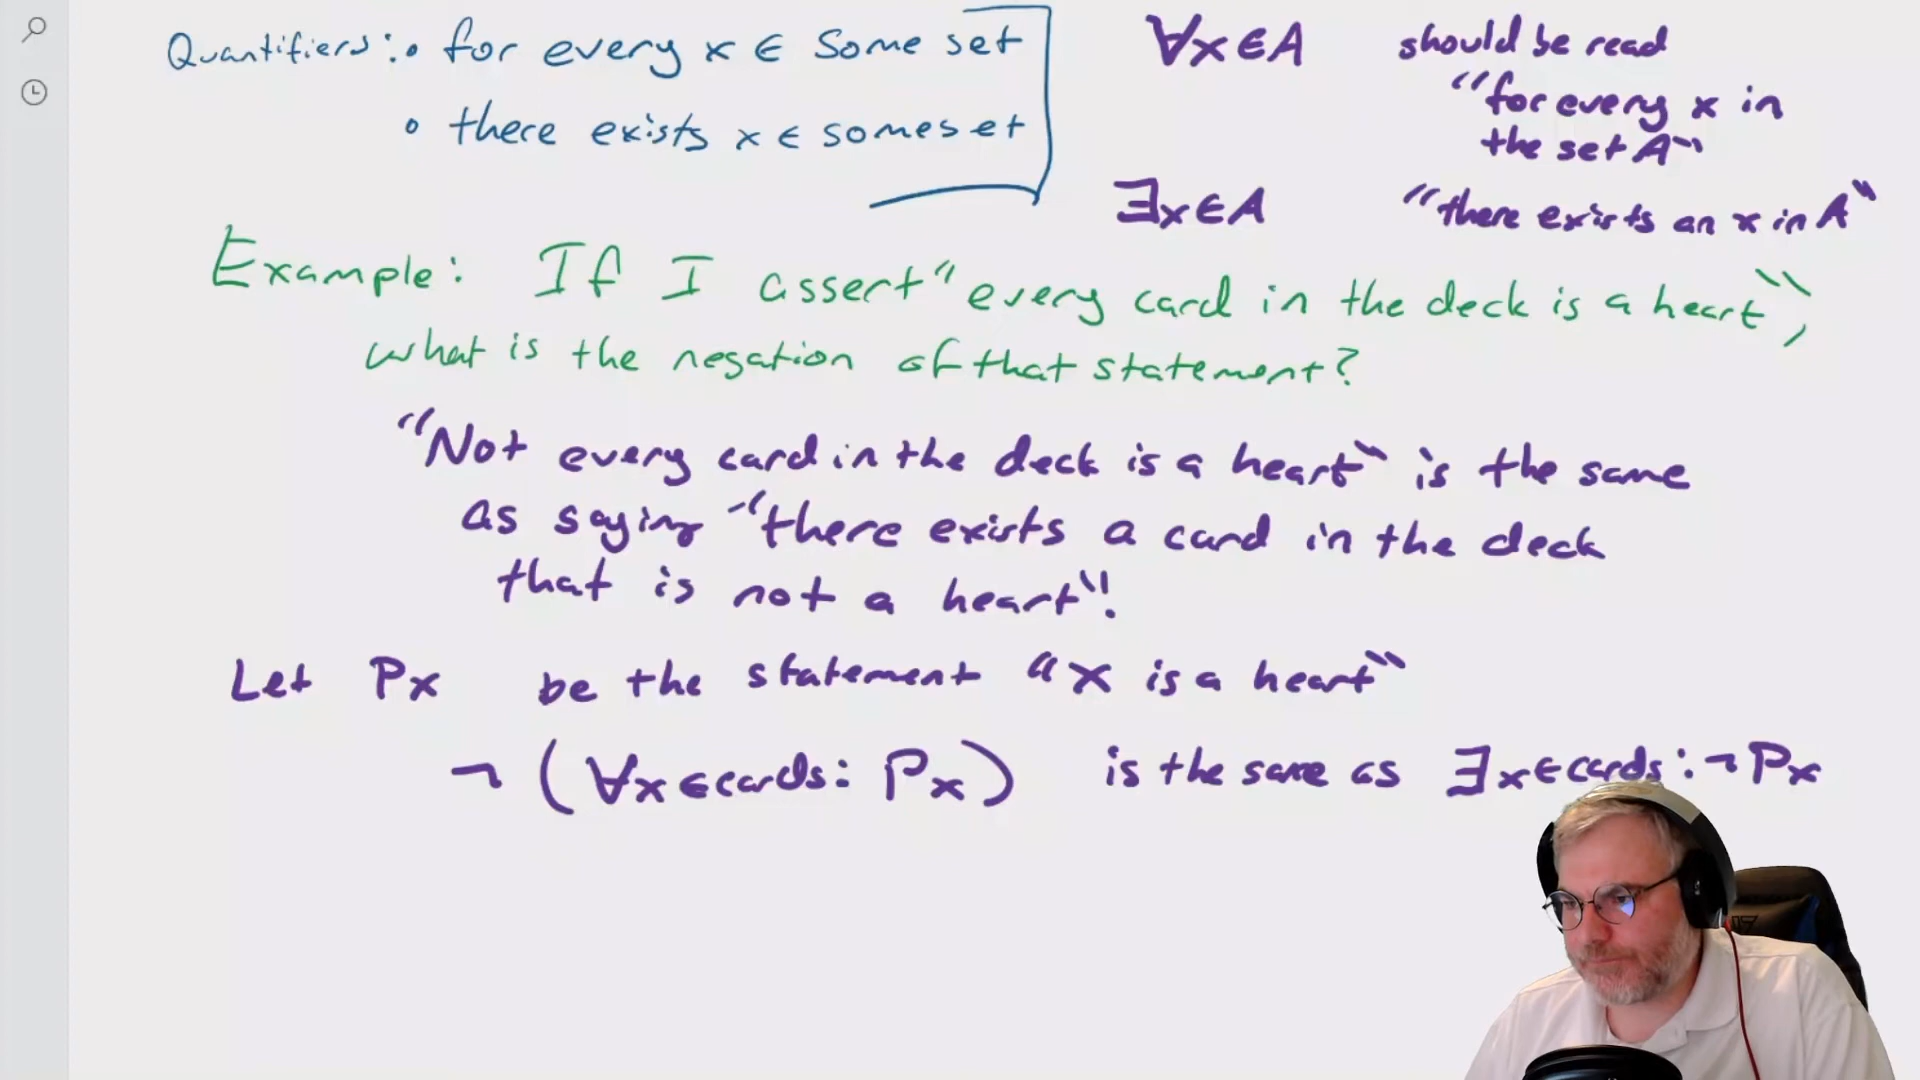 Quantifiers: • for every x ∈ Some set
• there exists x ∈ some set
∀x∈A should be read
"for every x in
the set A"
∃x∈A "there exists an x in A"
Example: If I assert "every card in the deck is a heart",
what is the negation of that statement?
"Not every card in the deck is a heart" is the same
as saying "there exists a card in the deck
that is not a heart"!
Let Px be the statement "x is a heart"
¬(∀x∈cards: Px) is the same as ∃x∈cards: ¬Px